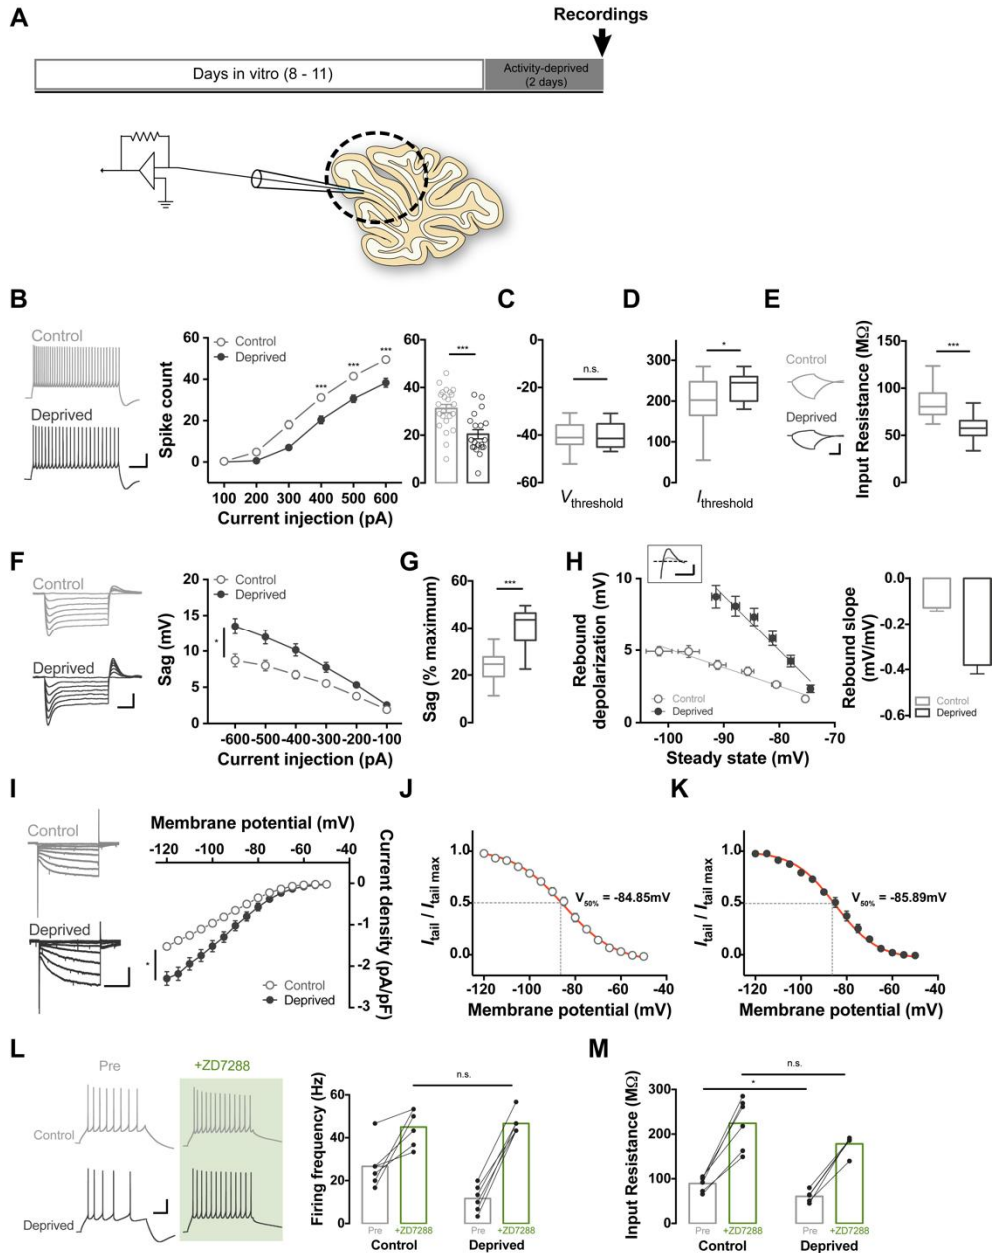 A
Recordings
Days in vitro (8 - 11)
Activity-deprived
(2 days)
B
Control
Deprived
Spike count
60
40
20
0
Control
Deprived
***
***
***
100 200 300 400 500 600
Current injection (pA)
60
40
20
0
***
C
0
-20
-40
-60
-80
n.s.
Vthreshold
D
300
200
100
0
*
Ithreshold
E
Control
Deprived
Input Resistance (MΩ)
150
100
50
0
***
F
Control
Deprived
Sag (mV)
20
15
10
5
0
Control
Deprived
*
-600 -500 -400 -300 -200 -100
Current injection (pA)
G
Sag (% maximum)
60
40
20
0
***
H
Rebound
depolarization (mV)
10
5
0
Control
Deprived
-100 -90 -80 -70
Steady state (mV)
Rebound slope
(mV/mV)
0.0
-0.2
-0.4
-0.6
Control
Deprived
I
Control
Deprived
Membrane potential (mV)
-120 -100 -80 -60 -40
Current
density (pA/pF)
0
-1
-2
-3
*
Control
Deprived
J
Itail / Itail max
1.0
0.5
0.0
V50% = -84.85mV
-120 -100 -80 -60 -40
Membrane potential (mV)
K
Itail / Itail max
1.0
0.5
0.0
V50% = -85.89mV
-120 -100 -80 -60 -40
Membrane potential (mV)
L
Pre
+ZD7288
Control
Deprived
Firing frequency (Hz)
60
40
20
0
n.s.
Pre +ZD7288 Pre +ZD7288
Control Deprived
M
Input Resistance (MΩ)
300
200
100
0
n.s.
*
Pre +ZD7288 Pre +ZD7288
Control Deprived